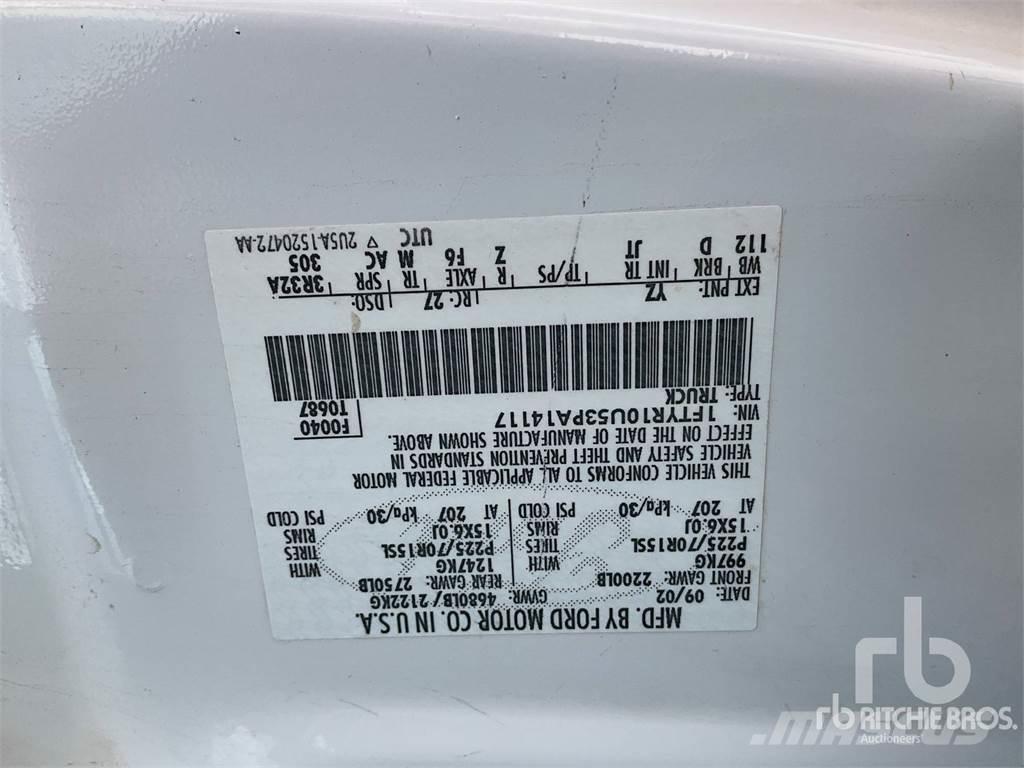 MFD. BY FORD MOTOR CO. IN U.S.A.
DATE: 09/02 GVWR: 4680LB/2122KG
FRONT GAWR: 2200LB REAR GAWR: 2750LB
997KG WITH 1247KG WITH
P225/70R15SL TIRES P225/70R15SL TIRES
15X6.0J RIMS 15X6.0J RIMS
AT 207 kPa/30 PSI COLD AT 207 kPa/30 PSI COLD
THIS VEHICLE CONFORMS TO ALL APPLICABLE FEDERAL MOTOR
VEHICLE SAFETY AND THEFT PREVENTION STANDARDS IN
EFFECT ON THE DATE OF MANUFACTURE SHOWN ABOVE.
VIN: 1FTYR10U53PA14117 F0040
TYPE: TRUCK T0687
EXT PNT: YZ RC: 27 DSO:
WB BRK INT TR TP/PS R AXLE TR SPR 3R32A
112 D JT Z F6 M AC 305
UTC ▽ 2U5A-1520472-AA
rb
rb RITCHIE BROS.
Auctioneers
MASCUS